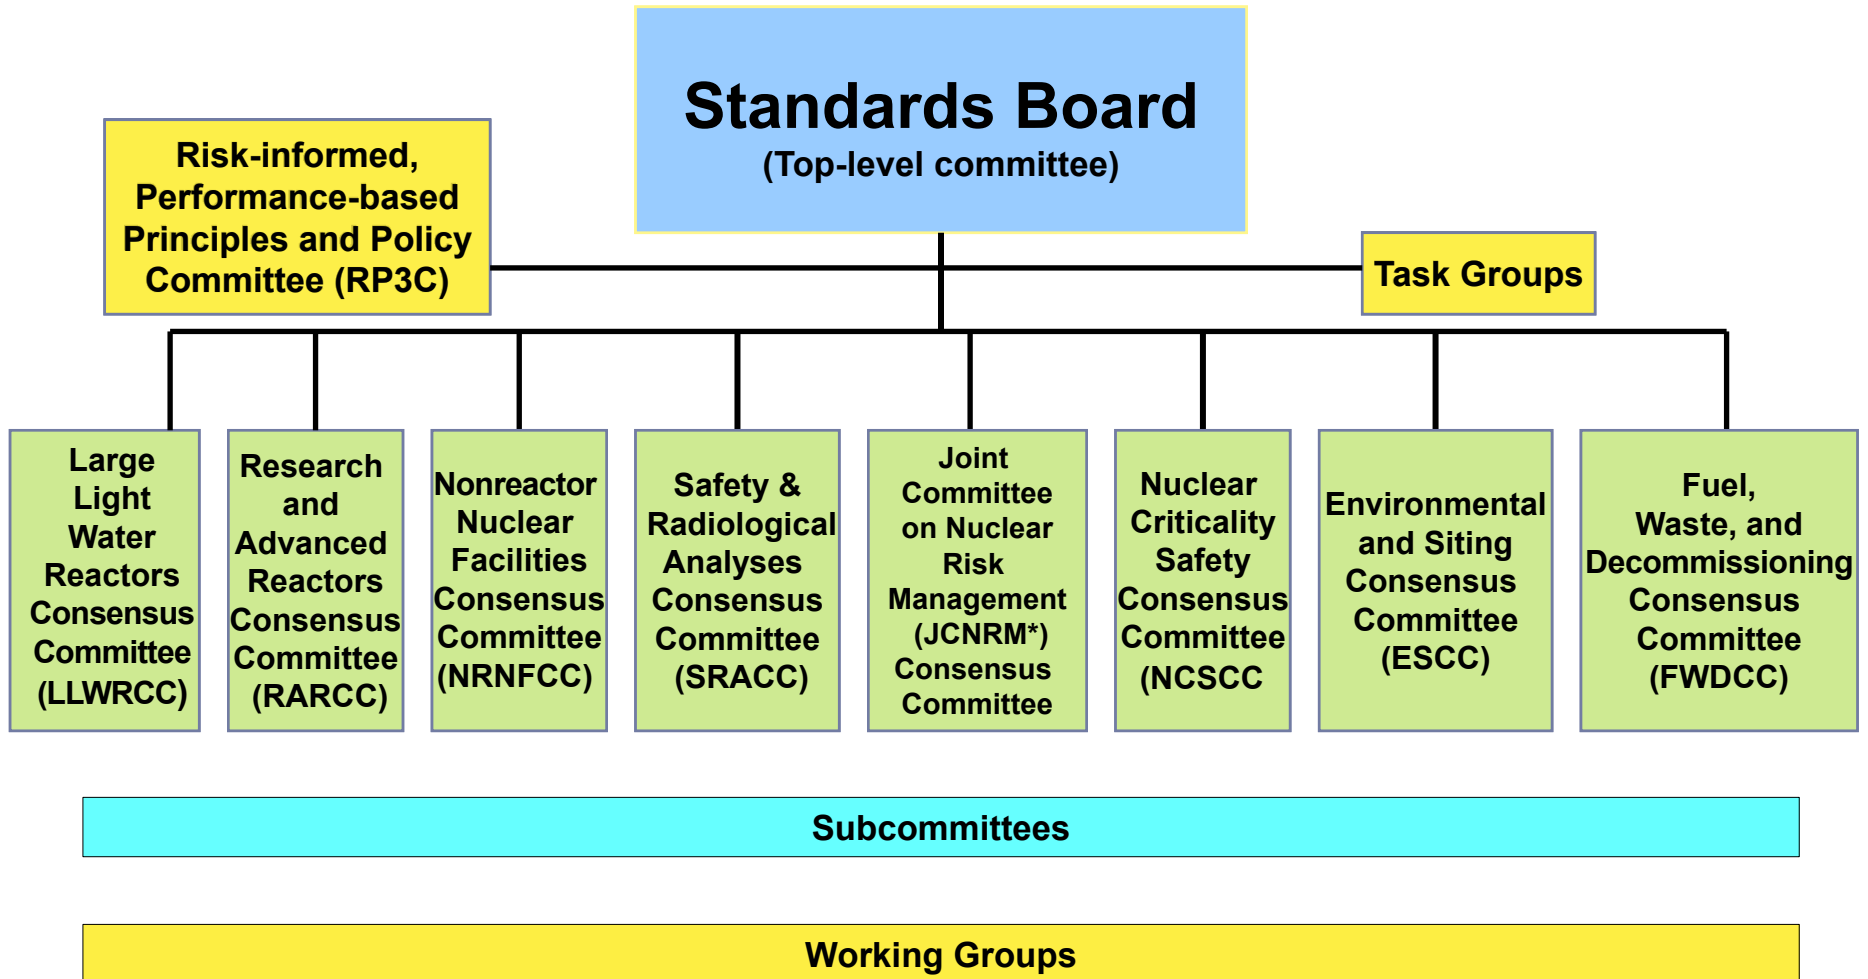 Standards Board
(Top-level committee)
Risk-informed,
Performance-based
Principles and Policy
Committee (RP3C)
Task Groups
Large
Light
Water
Reactors
Consensus
Committee
(LLWRCC)
Research
and
Advanced
Reactors
Consensus
Committee
(RARCC)
Nonreactor
Nuclear
Facilities
Consensus
Committee
(NRNFCC)
Safety &
Radiological
Analyses
Consensus
Committee
(SRACC)
Joint
Committee
on Nuclear
Risk
Management
(JCNRM*)
Consensus
Committee
Nuclear
Criticality
Safety
Consensus
Committee
(NCSCC
Environmental
and Siting
Consensus
Committee
(ESCC)
Fuel,
Waste, and
Decommissioning
Consensus
Committee
(FWDCC)
Subcommittees
Working Groups